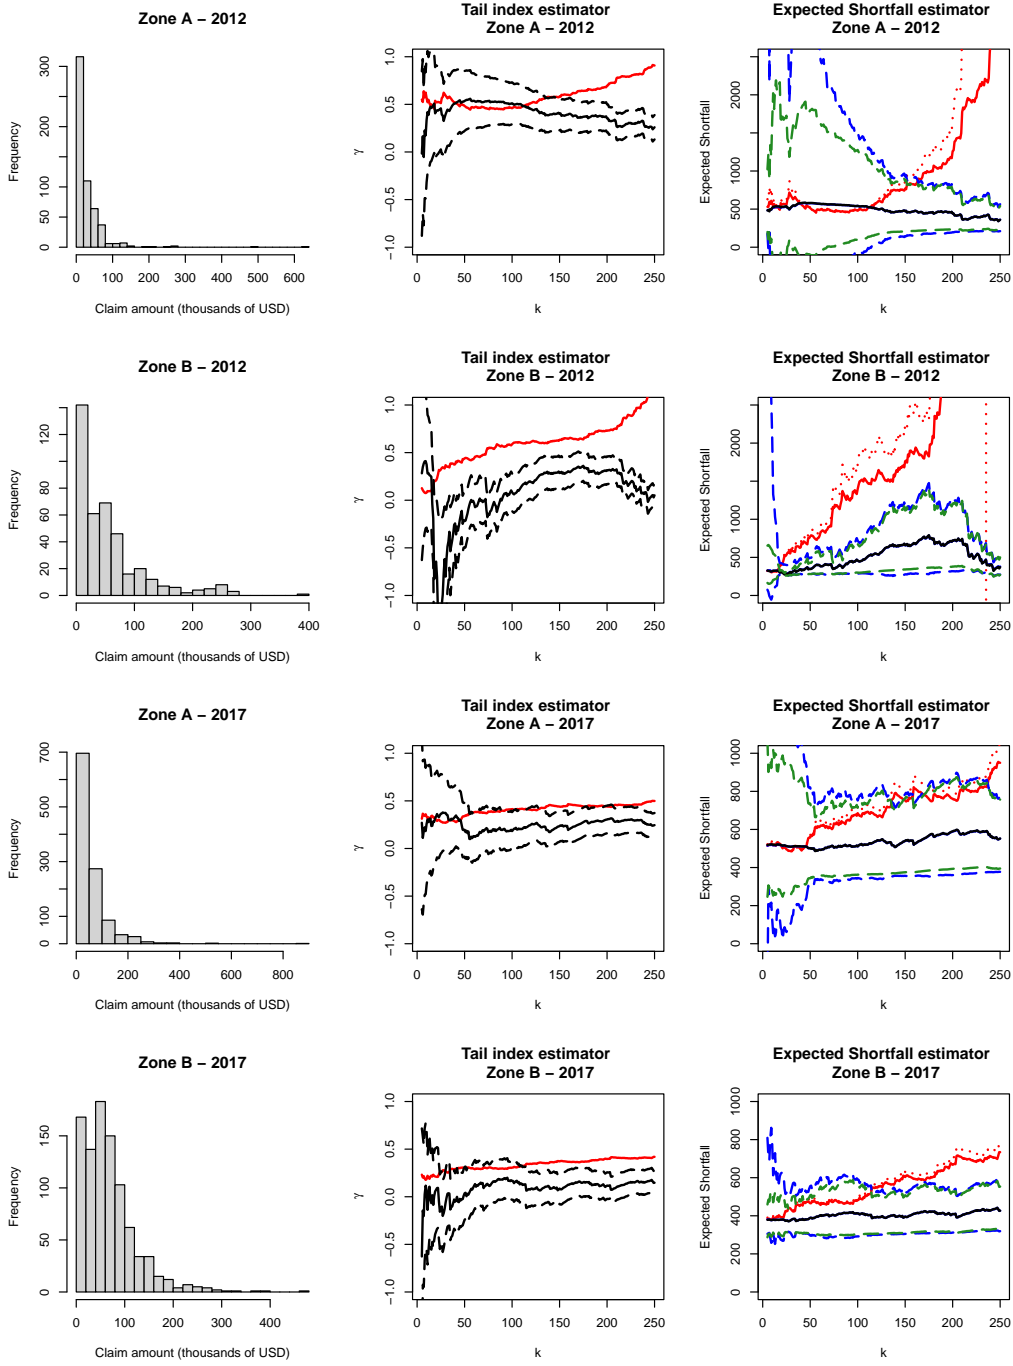 Zone A − 2012
Frequency
0
50
100
200
300
0
100
200
300
400
500
600
Claim amount (thousands of USD)
Tail index estimator
Zone A − 2012
γ
−1.0
−0.5
0.0
0.5
1.0
0
50
100
150
200
250
k
Expected Shortfall estimator
Zone A − 2012
Expected Shortfall
0
500
1000
2000
0
50
100
150
200
250
k
Zone B − 2012
Frequency
0
20
40
60
80
120
0
100
200
300
400
Claim amount (thousands of USD)
Tail index estimator
Zone B − 2012
γ
−1.0
−0.5
0.0
0.5
1.0
0
50
100
150
200
250
k
Expected Shortfall estimator
Zone B − 2012
Expected Shortfall
0
500
1000
2000
0
50
100
150
200
250
k
Zone A − 2017
Frequency
0
100
300
500
700
0
200
400
600
800
Claim amount (thousands of USD)
Tail index estimator
Zone A − 2017
γ
−1.0
−0.5
0.0
0.5
1.0
0
50
100
150
200
250
k
Expected Shortfall estimator
Zone A − 2017
Expected Shortfall
0
200
400
600
800
1000
0
50
100
150
200
250
k
Zone B − 2017
Frequency
0
50
100
150
0
100
200
300
400
Claim amount (thousands of USD)
Tail index estimator
Zone B − 2017
γ
−1.0
−0.5
0.0
0.5
1.0
0
50
100
150
200
250
k
Expected Shortfall estimator
Zone B − 2017
Expected Shortfall
0
200
400
600
800
1000
0
50
100
150
200
250
k